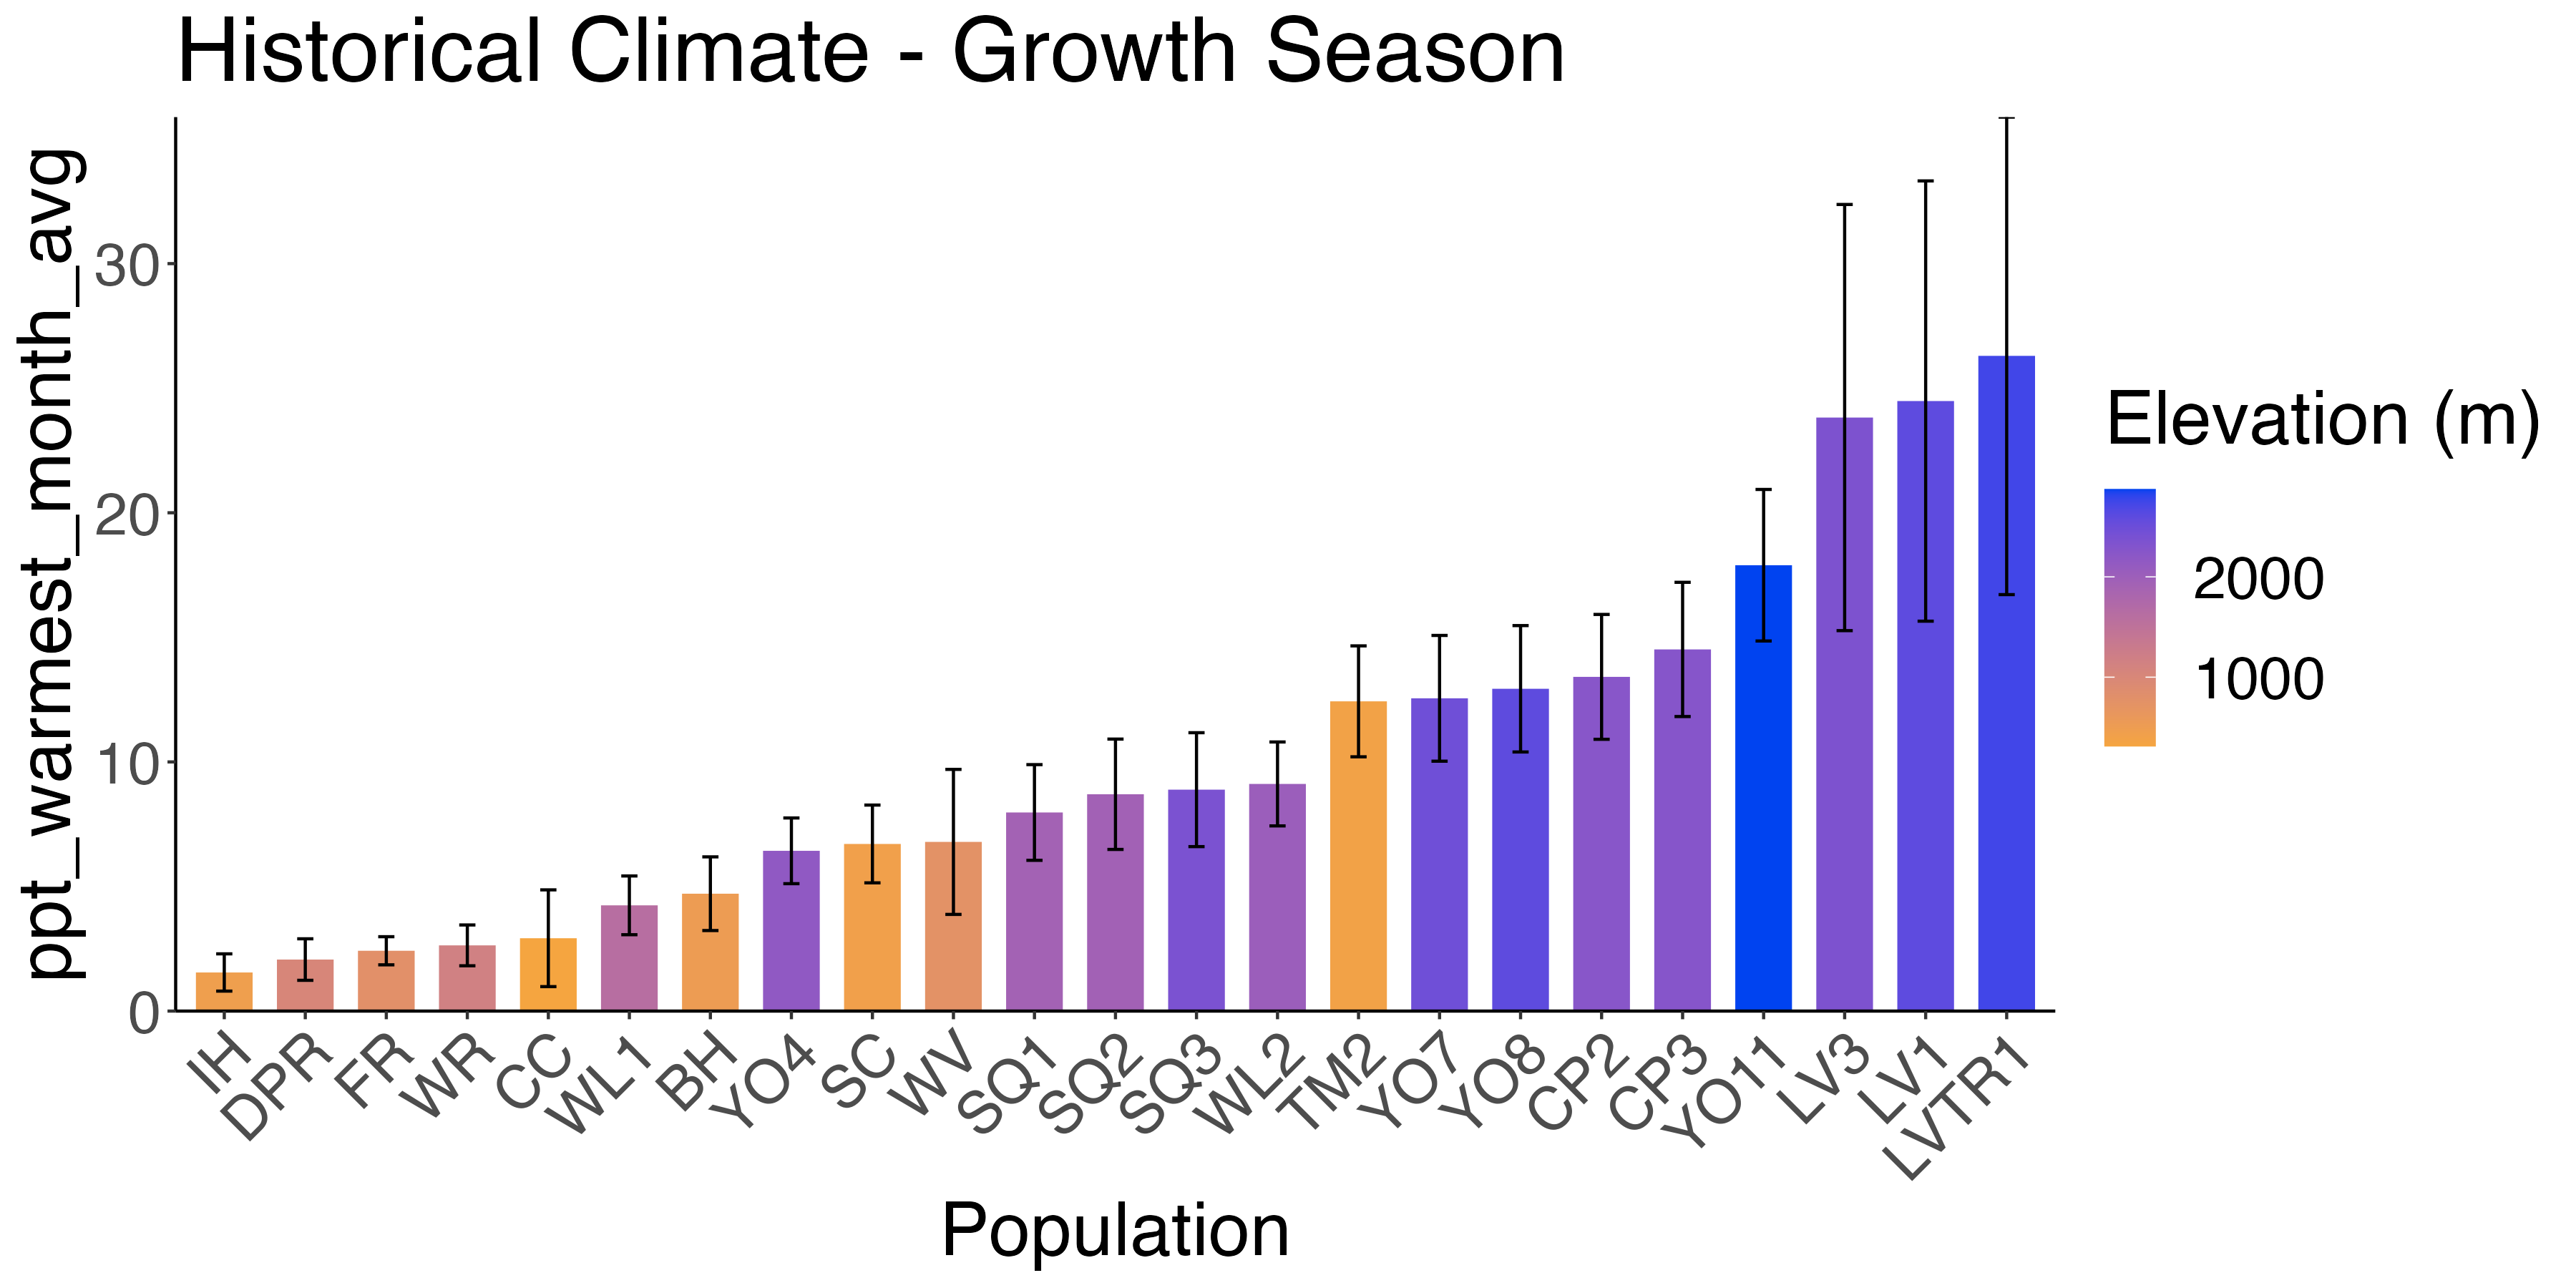 Historical Climate - Growth Season
ppt_warmest_month_avg
30
20
10
0
IH
DPR
FR
WR
CC
WL1
BH
YO4
SC
WV
SQ1
SQ2
SQ3
WL2
TM2
YO7
YO8
CP2
CP3
YO11
LV3
LV1
LVTR1
Population
Elevation (m)
2000
1000